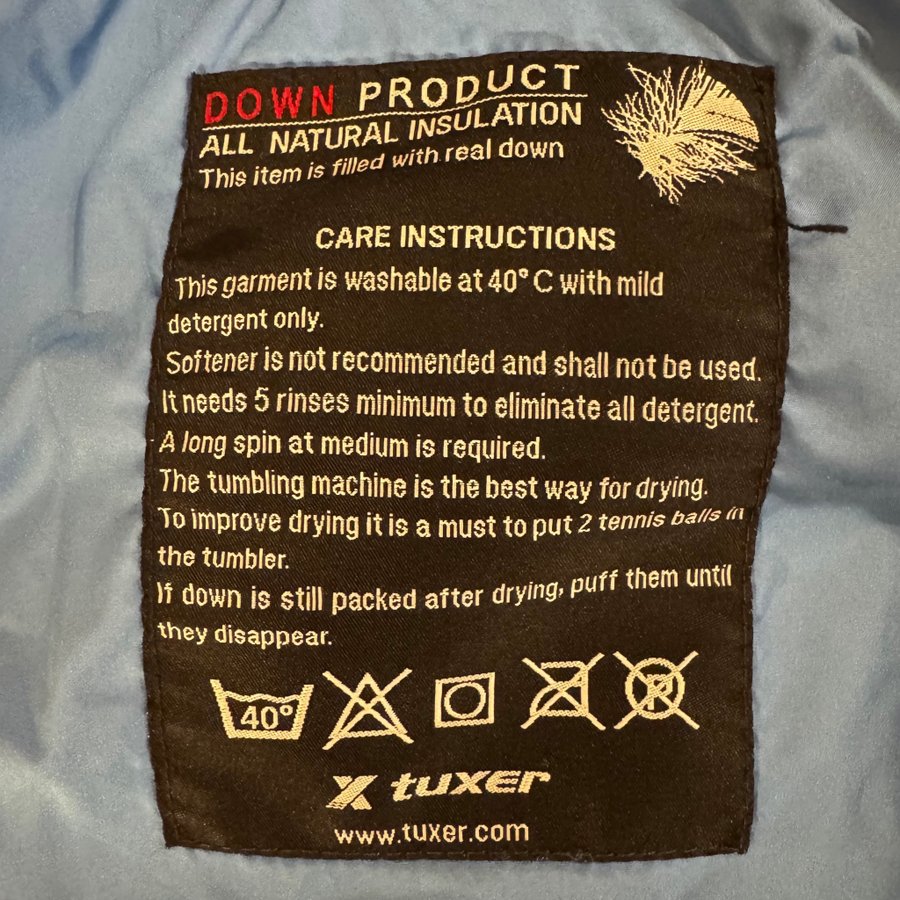 DOWN PRODUCT
ALL NATURAL INSULATION
This item is filled with real down
CARE INSTRUCTIONS
This garment is washable at 40° C with mild
detergent only.
Softener is not recommended and shall not be used.
It needs 5 rinses minimum to eliminate all detergent.
A long spin at medium is required.
The tumbling machine is the best way for drying.
To improve drying it is a must to put 2 tennis balls in
the tumbler.
If down is still packed after drying, puff them until
they disappear.
40° P
tuxer
www.tuxer.com